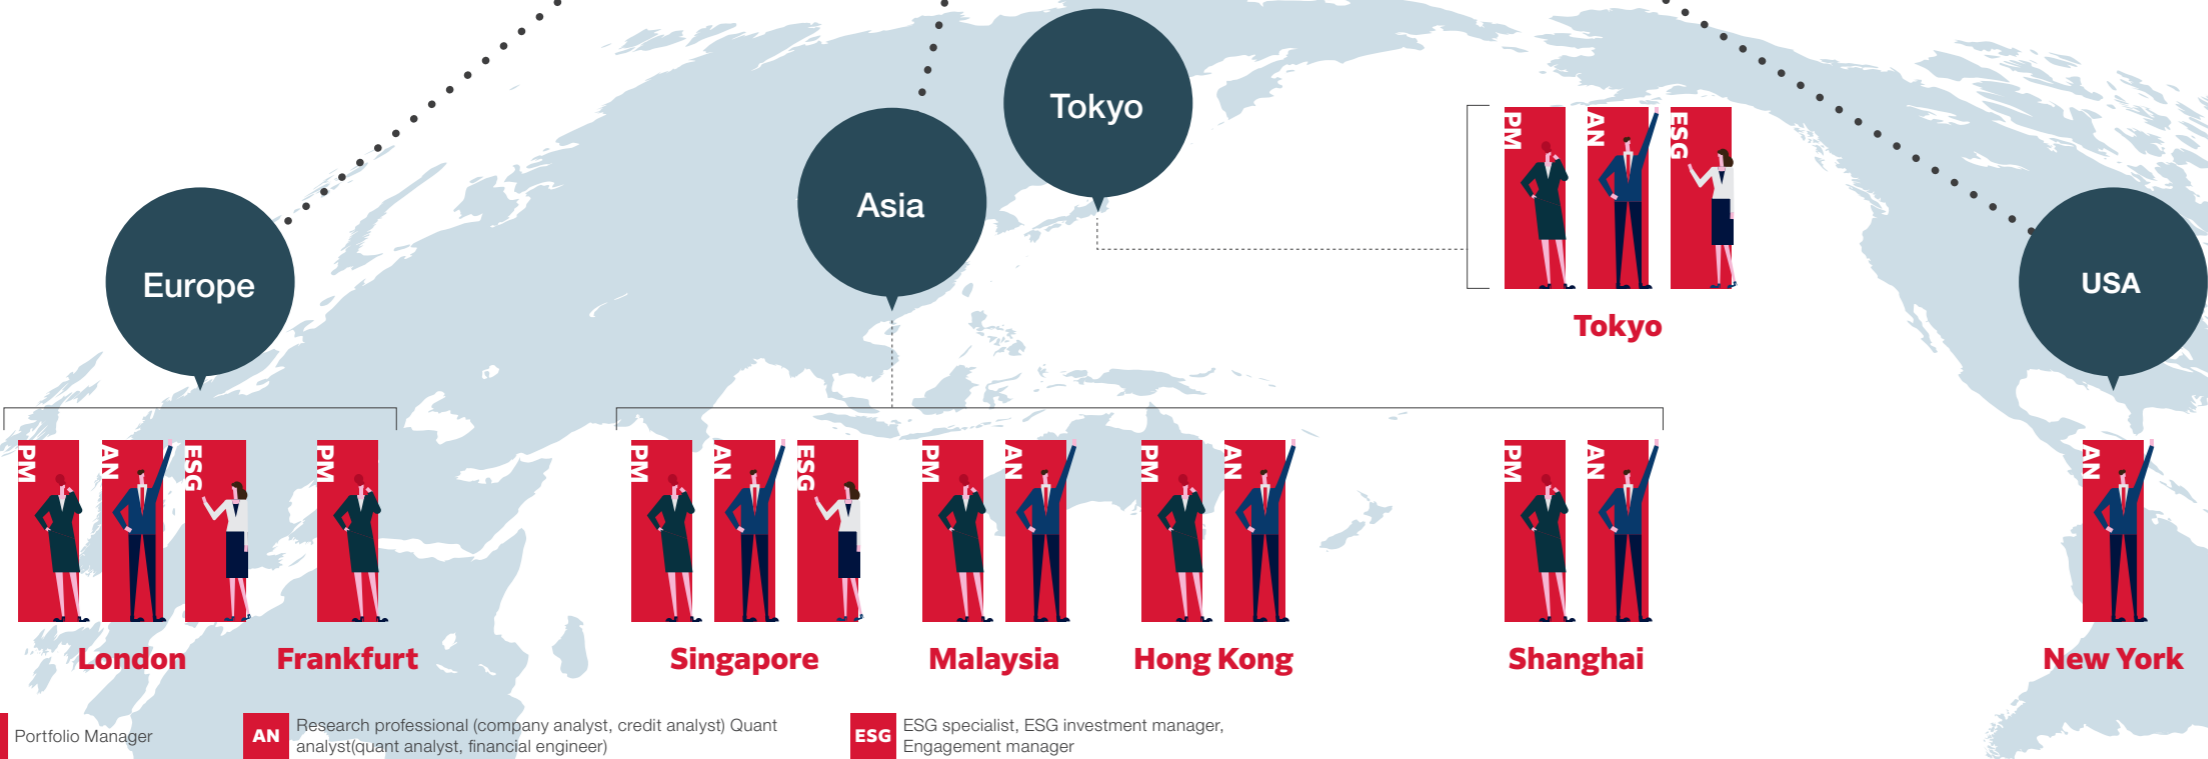 Tokyo
Asia
Europe
USA
PM
AN
ESG
Tokyo
PM
AN
ESG
PM
PM
AN
ESG
PM
AN
PM
AN
PM
AN
AN
London
Frankfurt
Singapore
Malaysia
Hong Kong
Shanghai
New York
Portfolio Manager
AN
Research professional (company analyst, credit analyst) Quant
analyst(quant analyst, financial engineer)
ESG
ESG specialist, ESG investment manager,
Engagement manager